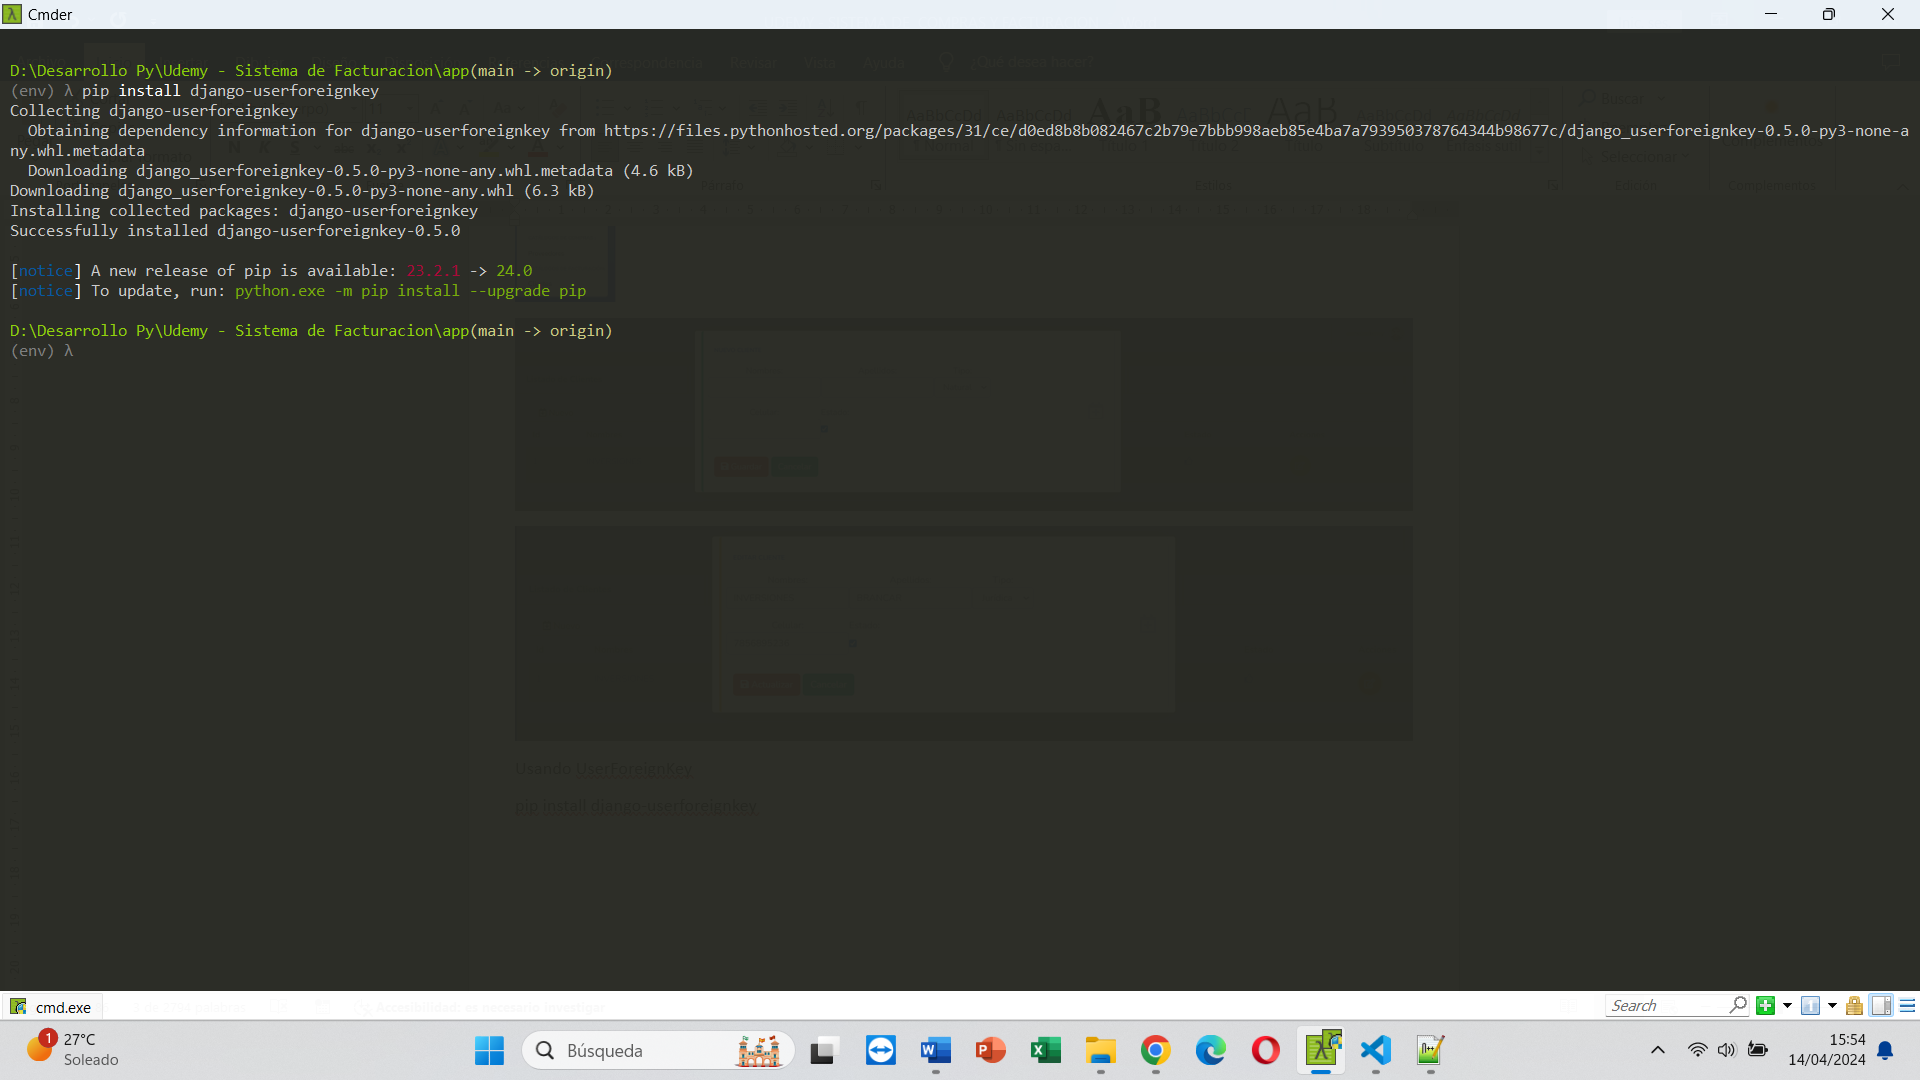 Cmder
D:\Desarrollo Py\Udemy - Sistema de Facturacion\app(main -> origin)
(env) λ pip install django-userforeignkey
Collecting django-userforeignkey
  Obtaining dependency information for django-userforeignkey from https://files.pythonhosted.org/packages/31/ce/d0ed8b8b082467c2b79e7bbb998aeb85e4ba7a793950378764344b98677c/django_userforeignkey-0.5.0-py3-none-a
ny.whl.metadata
  Downloading django_userforeignkey-0.5.0-py3-none-any.whl.metadata (4.6 kB)
Downloading django_userforeignkey-0.5.0-py3-none-any.whl (6.3 kB)
Installing collected packages: django-userforeignkey
Successfully installed django-userforeignkey-0.5.0
[notice] A new release of pip is available: 23.2.1 -> 24.0
[notice] To update, run: python.exe -m pip install --upgrade pip
D:\Desarrollo Py\Udemy - Sistema de Facturacion\app(main -> origin)
(env) λ
Usando UserForeignKey
pip install django-userforeignkey
cmd.exe
Search
1
27°C
Soleado
Búsqueda
15:54
14/04/2024